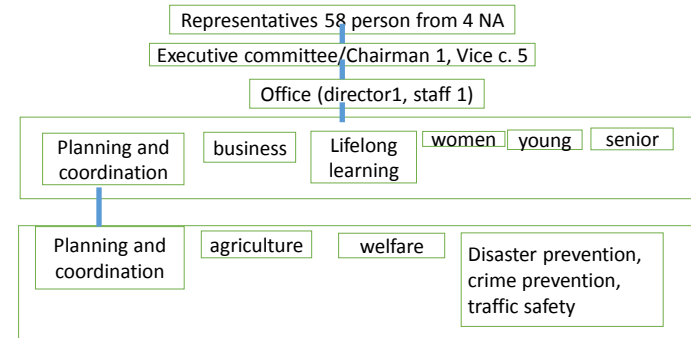 Representatives 58 person from 4 NA
Executive committee/Chairman 1, Vice c. 5
Office (director1, staff 1)
Planning and
coordination
business
Lifelong
learning
women
young
senior
Planning and
coordination
agriculture
welfare
Disaster prevention,
crime prevention,
traffic safety